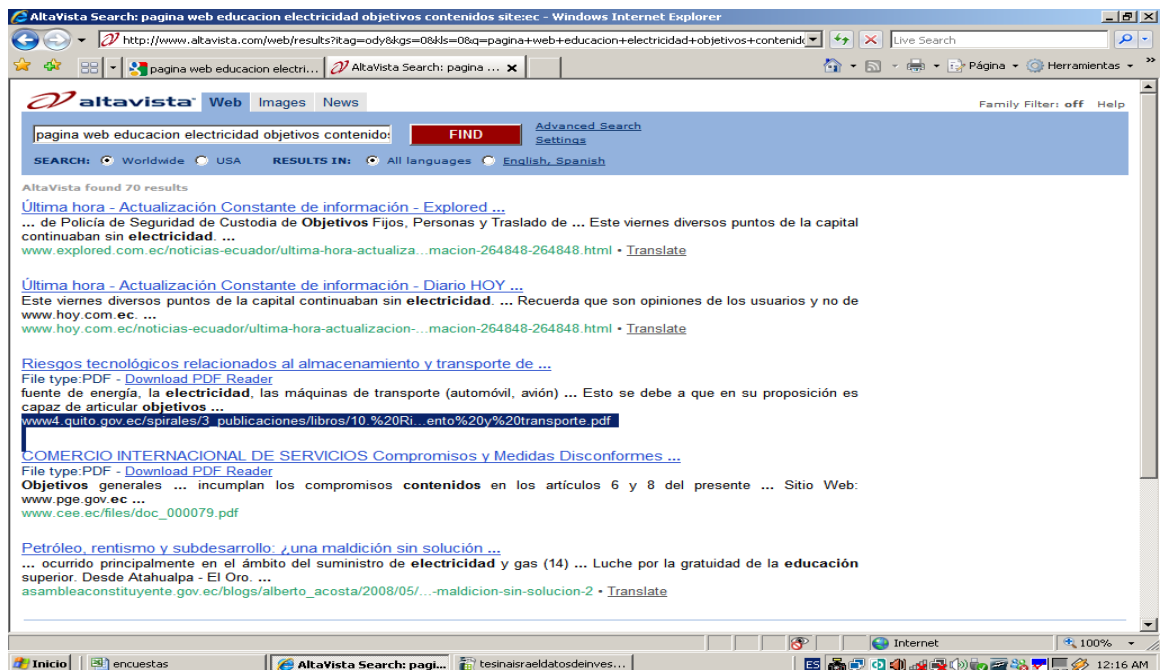 AltaVista Search: pagina web educacion electricidad objetivos contenidos site:ec - Windows Internet Explorer
http://www.altavista.com/web/results?itag=ody&kgs=0&kls=0&q=pagina+web+educacion+electricidad+objetivos+contenido
Live Search
pagina web educacion electri...
AltaVista Search: pagina ...
Página
Herramientas
»
altavista Web Images News
Family Filter: off Help
pagina web educacion electricidad objetivos contenidos
FIND
Advanced Search
Settings
SEARCH: Worldwide USA RESULTS IN: All languages English, Spanish
AltaVista found 70 results
Última hora - Actualización Constante de información - Explored ...
... de Policía de Seguridad de Custodia de Objetivos Fijos, Personas y Traslado de ... Este viernes diversos puntos de la capital
continuaban sin electricidad. ...
www.explored.com.ec/noticias-ecuador/ultima-hora-actualiza...macion-264848-264848.html • Translate
Última hora - Actualización Constante de información - Diario HOY ...
Este viernes diversos puntos de la capital continuaban sin electricidad. ... Recuerda que son opiniones de los usuarios y no de
www.hoy.com.ec. ...
www.hoy.com.ec/noticias-ecuador/ultima-hora-actualizacion-...macion-264848-264848.html • Translate
Riesgos tecnológicos relacionados al almacenamiento y transporte de ...
File type:PDF - Download PDF Reader
fuente de energía, la electricidad, las máquinas de transporte (automóvil, avión) ... Esto se debe a que en su proposición es
capaz de articular objetivos ...
www4.quito.gov.ec/spirales/3_publicaciones/libros/10.%20Ri...ento%20y%20transporte.pdf
COMERCIO INTERNACIONAL DE SERVICIOS Compromisos y Medidas Disconformes ...
File type:PDF - Download PDF Reader
Objetivos generales ... incumplan los compromisos contenidos en los artículos 6 y 8 del presente ... Sitio Web:
www.pge.gov.ec ...
www.cee.ec/files/doc_000079.pdf
Petróleo, rentismo y subdesarrollo: ¿una maldición sin solución ...
... ocurrido principalmente en el ámbito del suministro de electricidad y gas (14) ... Luche por la gratuidad de la educación
superior. Desde Atahualpa - El Oro. ...
asambleaconstituyente.gov.ec/blogs/alberto_acosta/2008/05/...-maldicion-sin-solucion-2 • Translate
Internet
100%
Inicio
encuestas
AltaVista Search: pagi...
tesinaisraeldatosdeinves...
ES
12:16 AM